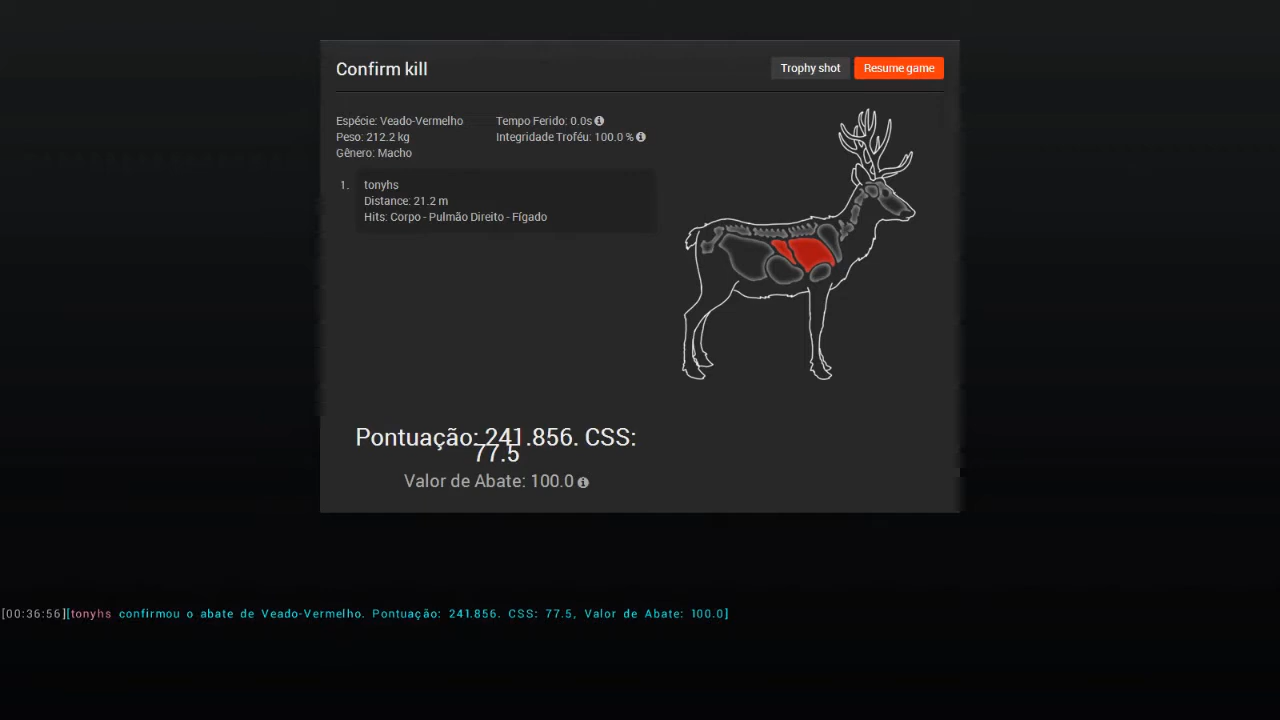 Confirm kill
Trophy shot
Resume game
Espécie: Veado-Vermelho
Peso: 212.2 kg
Gênero: Macho
Tempo Ferido: 0.0s
Integridade Troféu: 100.0 %
1.
tonyhs
Distance: 21.2 m
Hits: Corpo - Pulmão Direito - Fígado
Pontuação: 241.856. CSS:
77.5
Valor de Abate: 100.0
[00:36:56][tonyhs confirmou o abate de Veado-Vermelho. Pontuação: 241.856. CSS: 77.5, Valor de Abate: 100.0]